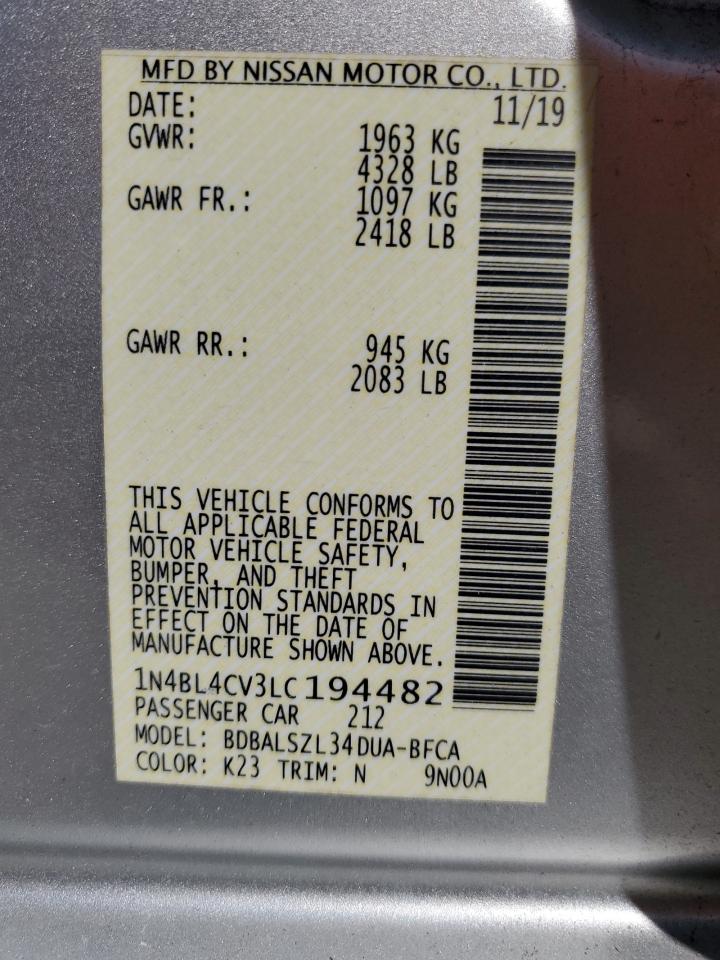 MFD BY NISSAN MOTOR CO., LTD.
DATE: 11/19
GVWR: 1963 KG
4328 LB
GAWR FR.: 1097 KG
2418 LB
GAWR RR.: 945 KG
2083 LB
THIS VEHICLE CONFORMS TO
ALL APPLICABLE FEDERAL
MOTOR VEHICLE SAFETY,
BUMPER, AND THEFT
PREVENTION STANDARDS IN
EFFECT ON THE DATE OF
MANUFACTURE SHOWN ABOVE.
1N4BL4CV3LC194482
PASSENGER CAR 212
MODEL: BDBALSZL34DUA-BFCA
COLOR: K23 TRIM: N 9N00A